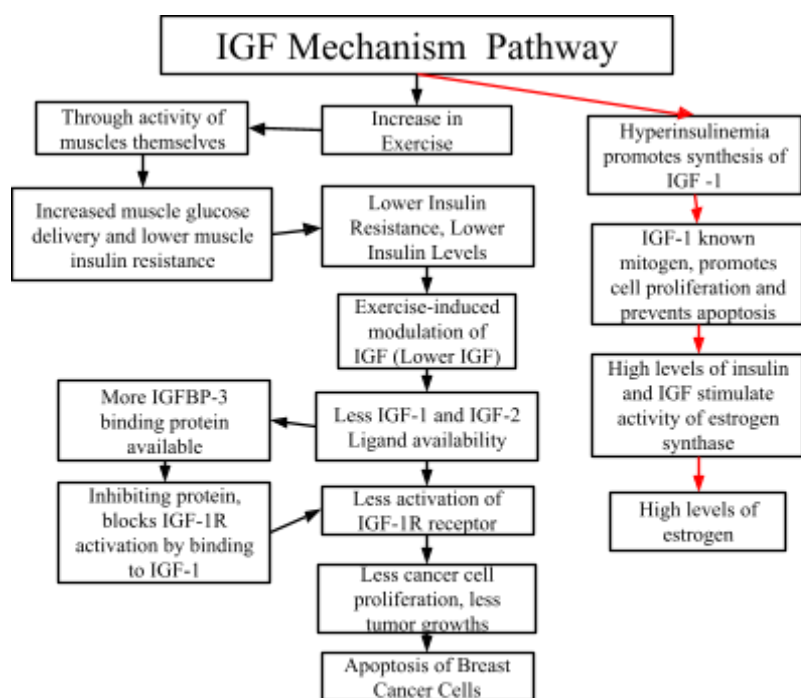 IGF Mechanism Pathway
Through activity of
muscles themselves
Increase in
Exercise
Hyperinsulinemia
promotes synthesis of
IGF -1
Increased muscle glucose
delivery and lower muscle
insulin resistance
Lower Insulin
Resistance, Lower
Insulin Levels
IGF-1 known
mitogen, promotes
cell proliferation and
prevents apoptosis
Exercise-induced
modulation of
IGF (Lower IGF)
High levels of insulin
and IGF stimulate
activity of estrogen
synthase
More IGFBP-3
binding protein
available
Less IGF-1 and IGF-2
Ligand availability
Inhibiting protein,
blocks IGF-1R
activation by binding
to IGF-1
Less activation of
IGF-1R receptor
High levels of
estrogen
Less cancer cell
proliferation, less
tumor growths
Apoptosis of Breast
Cancer Cells